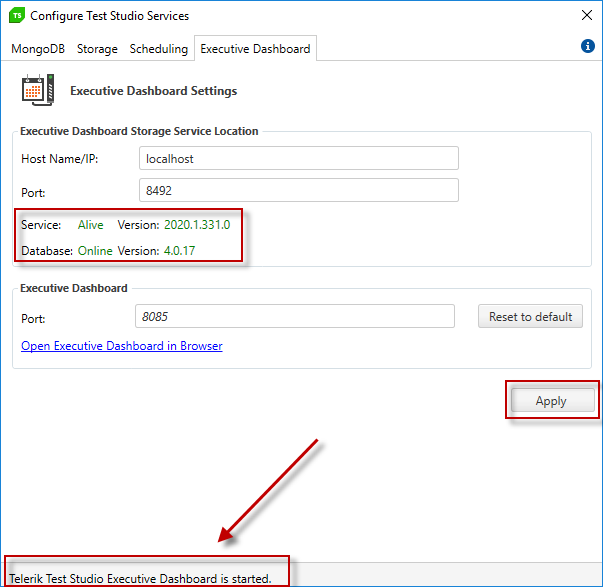 TS Configure Test Studio Services
MongoDB Storage Scheduling Executive Dashboard i
Executive Dashboard Settings
Executive Dashboard Storage Service Location
Host Name/IP: localhost
Port: 8492
Service: Alive Version: 2020.1.331.0
Database: Online Version: 4.0.17
Executive Dashboard
Port: 8085 Reset to default
Open Executive Dashboard in Browser
Apply
Telerik Test Studio Executive Dashboard is started.